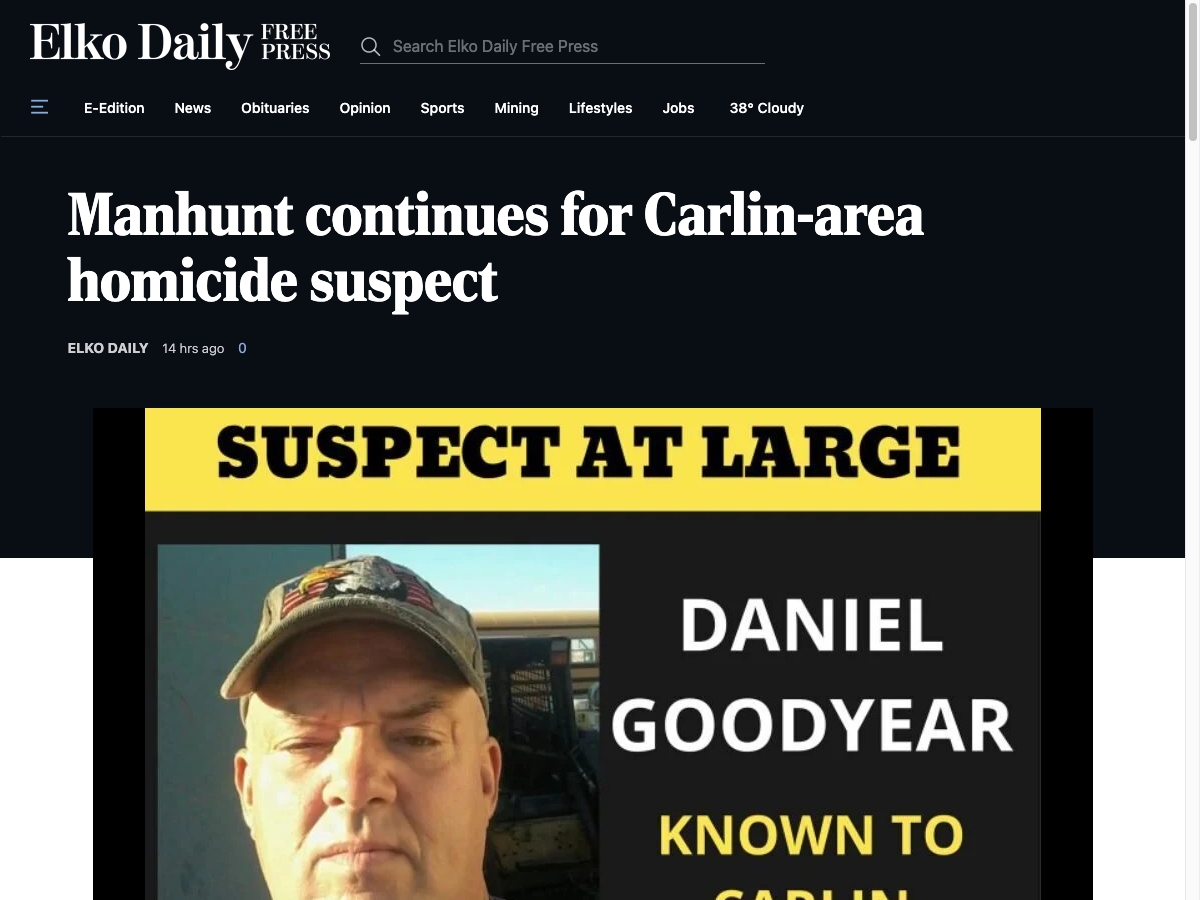 Elko Daily FREE PRESS
Search Elko Daily Free Press
E-Edition News Obituaries Opinion Sports Mining Lifestyles Jobs 38° Cloudy
Manhunt continues for Carlin-area
homicide suspect
ELKO DAILY 14 hrs ago 0
SUSPECT AT LARGE
DANIEL
GOODYEAR
KNOWN TO
CARLIN